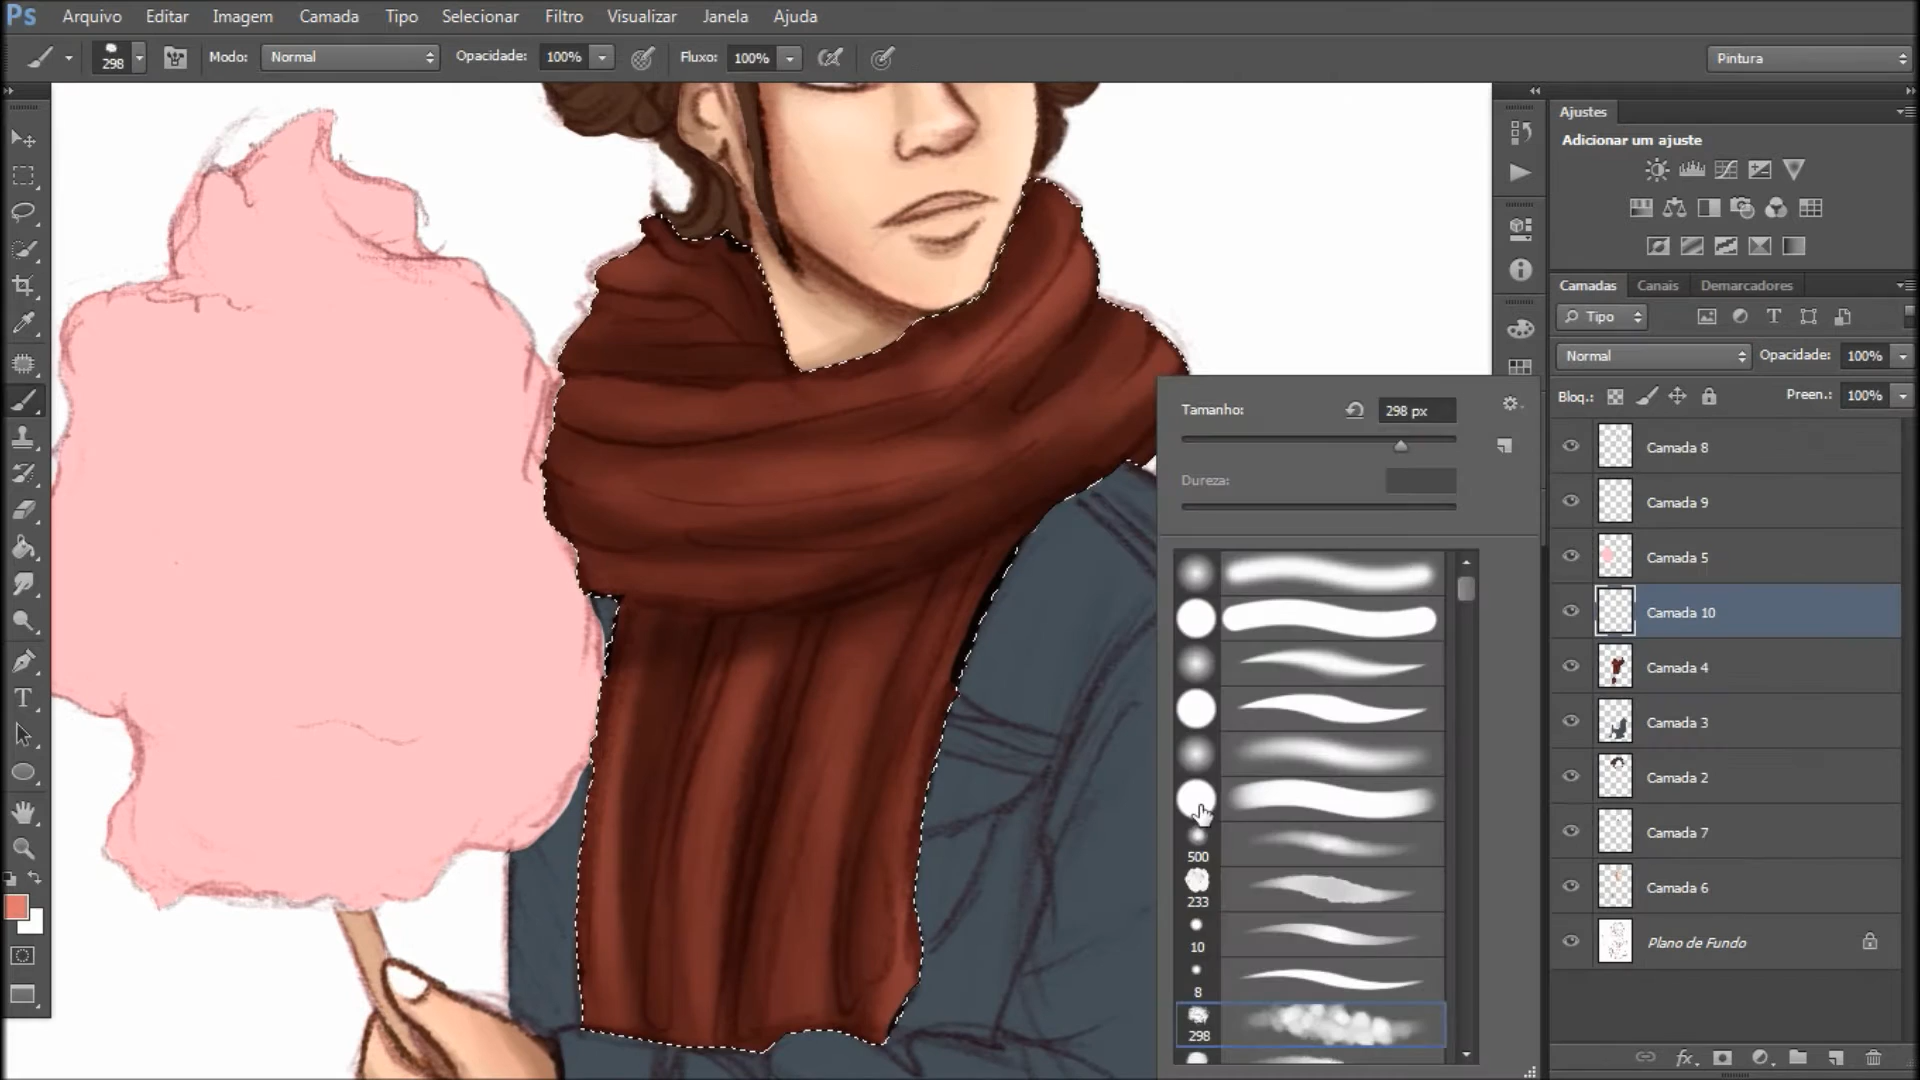 Ps Arquivo Editar Imagem Camada Tipo Selecionar Filtro Visualizar Janela Ajuda
298 Modo: Normal Opacidade: 100% Fluxo: 100% Pintura
Ajustes
Adicionar um ajuste
Camadas Canais Demarcadores
Tipo
Normal Opacidade: 100%
Bloq.: Preen.: 100%
Tamanho: 298 px
Dureza:
500
233
10
8
298
Camada 8
Camada 9
Camada 5
Camada 10
Camada 4
Camada 3
Camada 2
Camada 7
Camada 6
Plano de Fundo